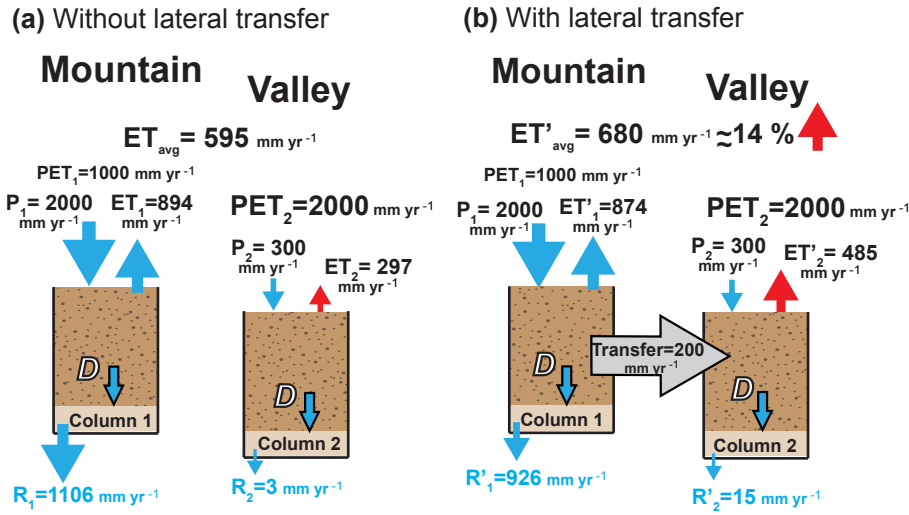 (a) Without lateral transfer
Mountain
Valley
ET_avg = 595 mm yr⁻¹
PET₁=1000 mm yr⁻¹
P₁= 2000 mm yr⁻¹
ET₁=894 mm yr⁻¹
PET₂=2000 mm yr⁻¹
P₂= 300 mm yr⁻¹
ET₂= 297 mm yr⁻¹
D
Column 1
D
Column 2
R₁=1106 mm yr⁻¹
R₂=3 mm yr⁻¹
(b) With lateral transfer
Mountain
Valley
ET’_avg = 680 mm yr⁻¹ ≈14 %
PET₁=1000 mm yr⁻¹
P₁= 2000 mm yr⁻¹
ET’₁=874 mm yr⁻¹
PET₂=2000 mm yr⁻¹
P₂= 300 mm yr⁻¹
ET’₂= 485 mm yr⁻¹
Transfer=200 mm yr⁻¹
D
Column 1
D
Column 2
R’₁=926 mm yr⁻¹
R’₂=15 mm yr⁻¹